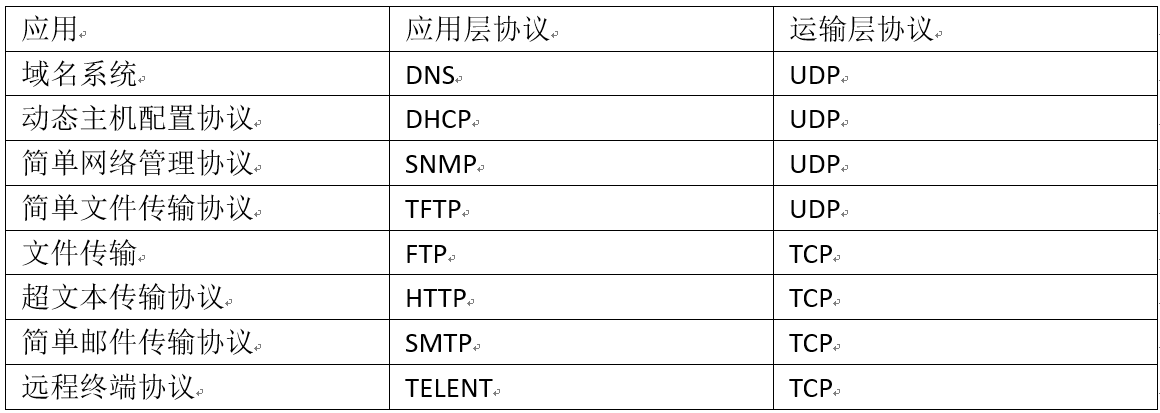 应用 应用层协议 运输层协议
域名系统 DNS UDP
动态主机配置协议 DHCP UDP
简单网络管理协议 SNMP UDP
简单文件传输协议 TFTP UDP
文件传输 FTP TCP
超文本传输协议 HTTP TCP
简单邮件传输协议 SMTP TCP
远程终端协议 TELENT TCP